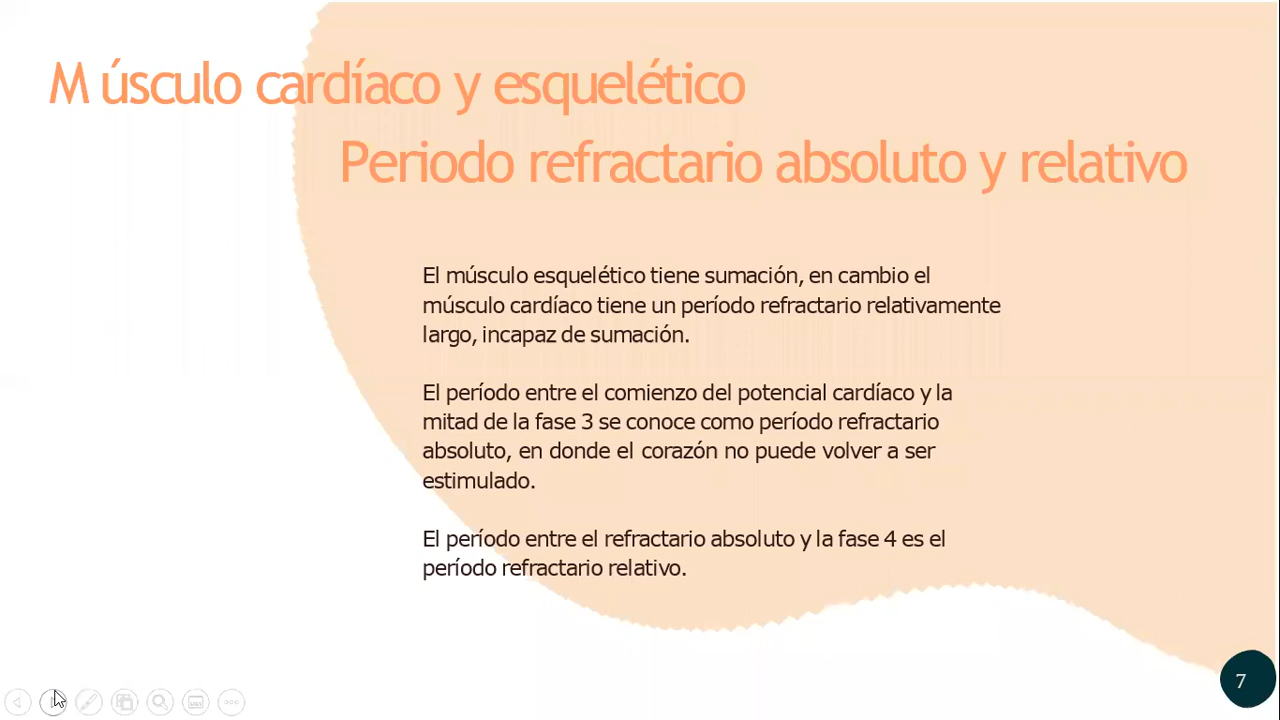 M úsculo cardíaco y esquelético
Periodo refractario absoluto y relativo
El músculo esquelético tiene sumación, en cambio el
músculo cardíaco tiene un período refractario relativamente
largo, incapaz de sumación.
El período entre el comienzo del potencial cardíaco y la
mitad de la fase 3 se conoce como período refractario
absoluto, en donde el corazón no puede volver a ser
estimulado.
El período entre el refractario absoluto y la fase 4 es el
período refractario relativo.
7